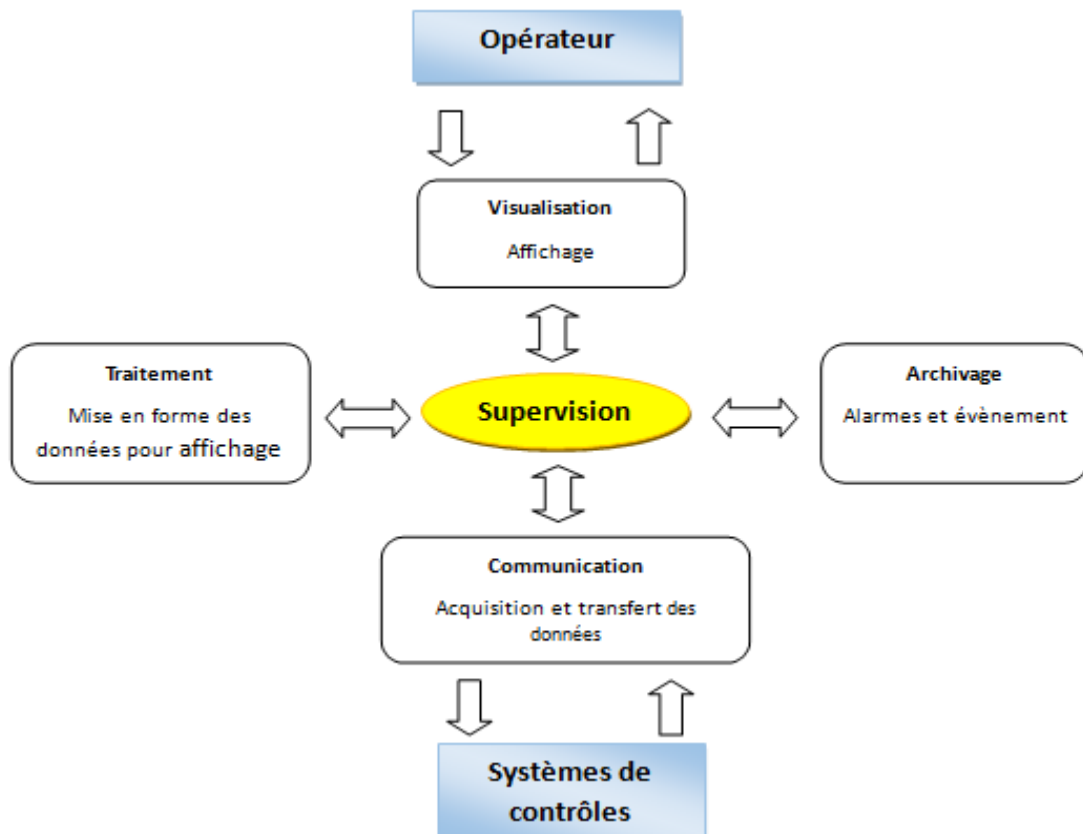 Opérateur
Visualisation
Affichage
Traitement
Mise en forme des
données pour affichage
Supervision
Archivage
Alarmes et évènement
Communication
Acquisition et transfert des
données
Systèmes de
contrôles